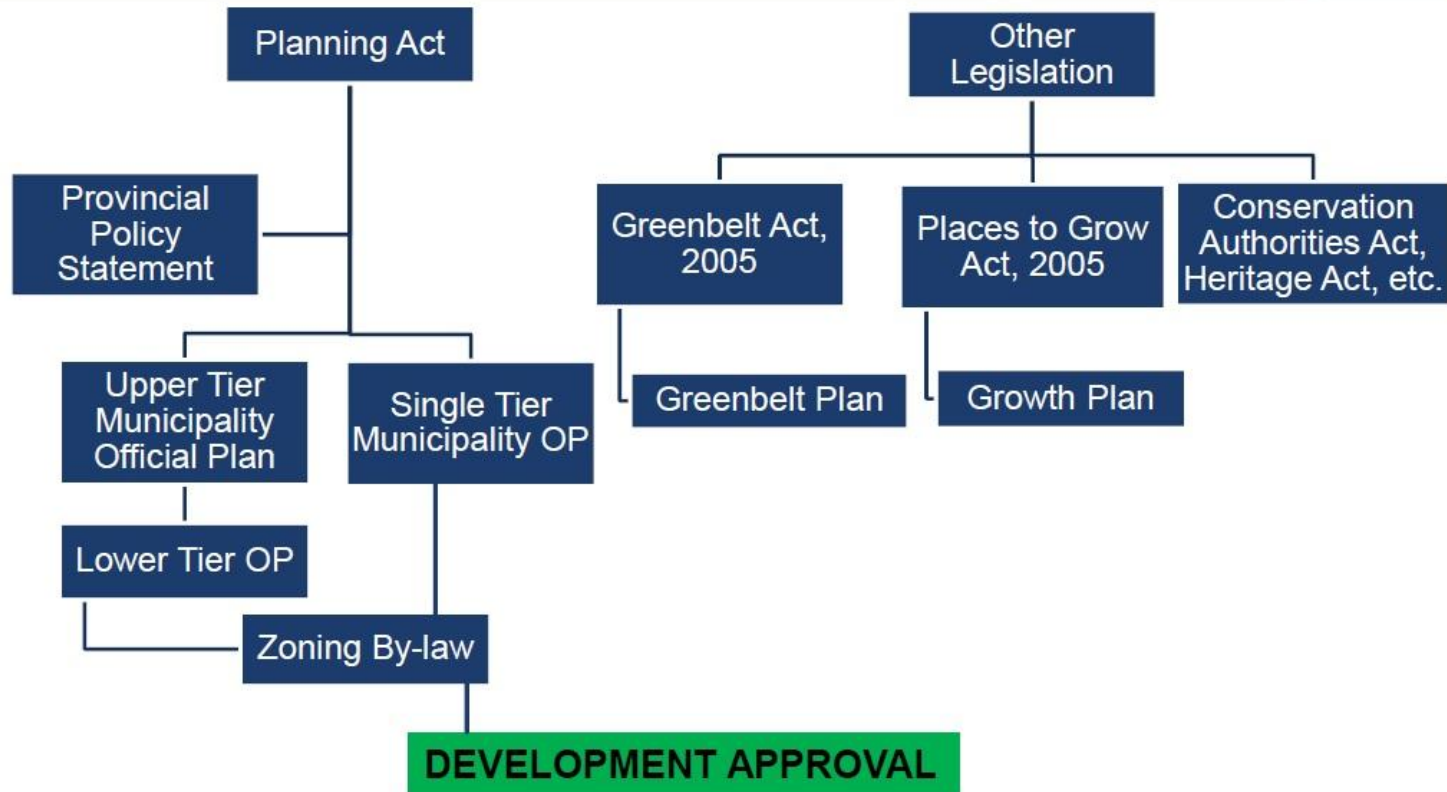 Planning Act
Other
Legislation
Provincial
Policy
Statement
Greenbelt Act,
2005
Places to Grow
Act, 2005
Conservation
Authorities Act,
Heritage Act, etc.
Upper Tier
Municipality
Official Plan
Single Tier
Municipality OP
Greenbelt Plan
Growth Plan
Lower Tier OP
Zoning By-law
DEVELOPMENT APPROVAL